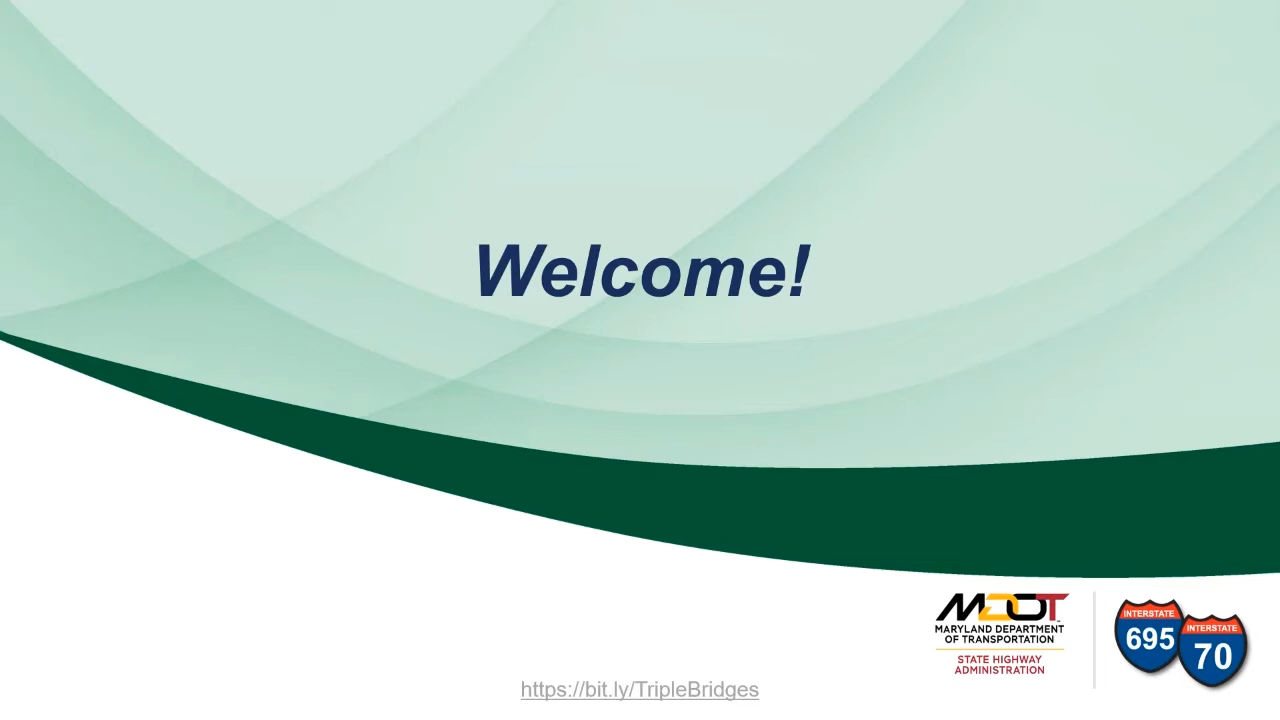 Welcome!
MDOT
MARYLAND DEPARTMENT
OF TRANSPORTATION
STATE HIGHWAY
ADMINISTRATION
INTERSTATE
695
INTERSTATE
70
https://bit.ly/TripleBridges